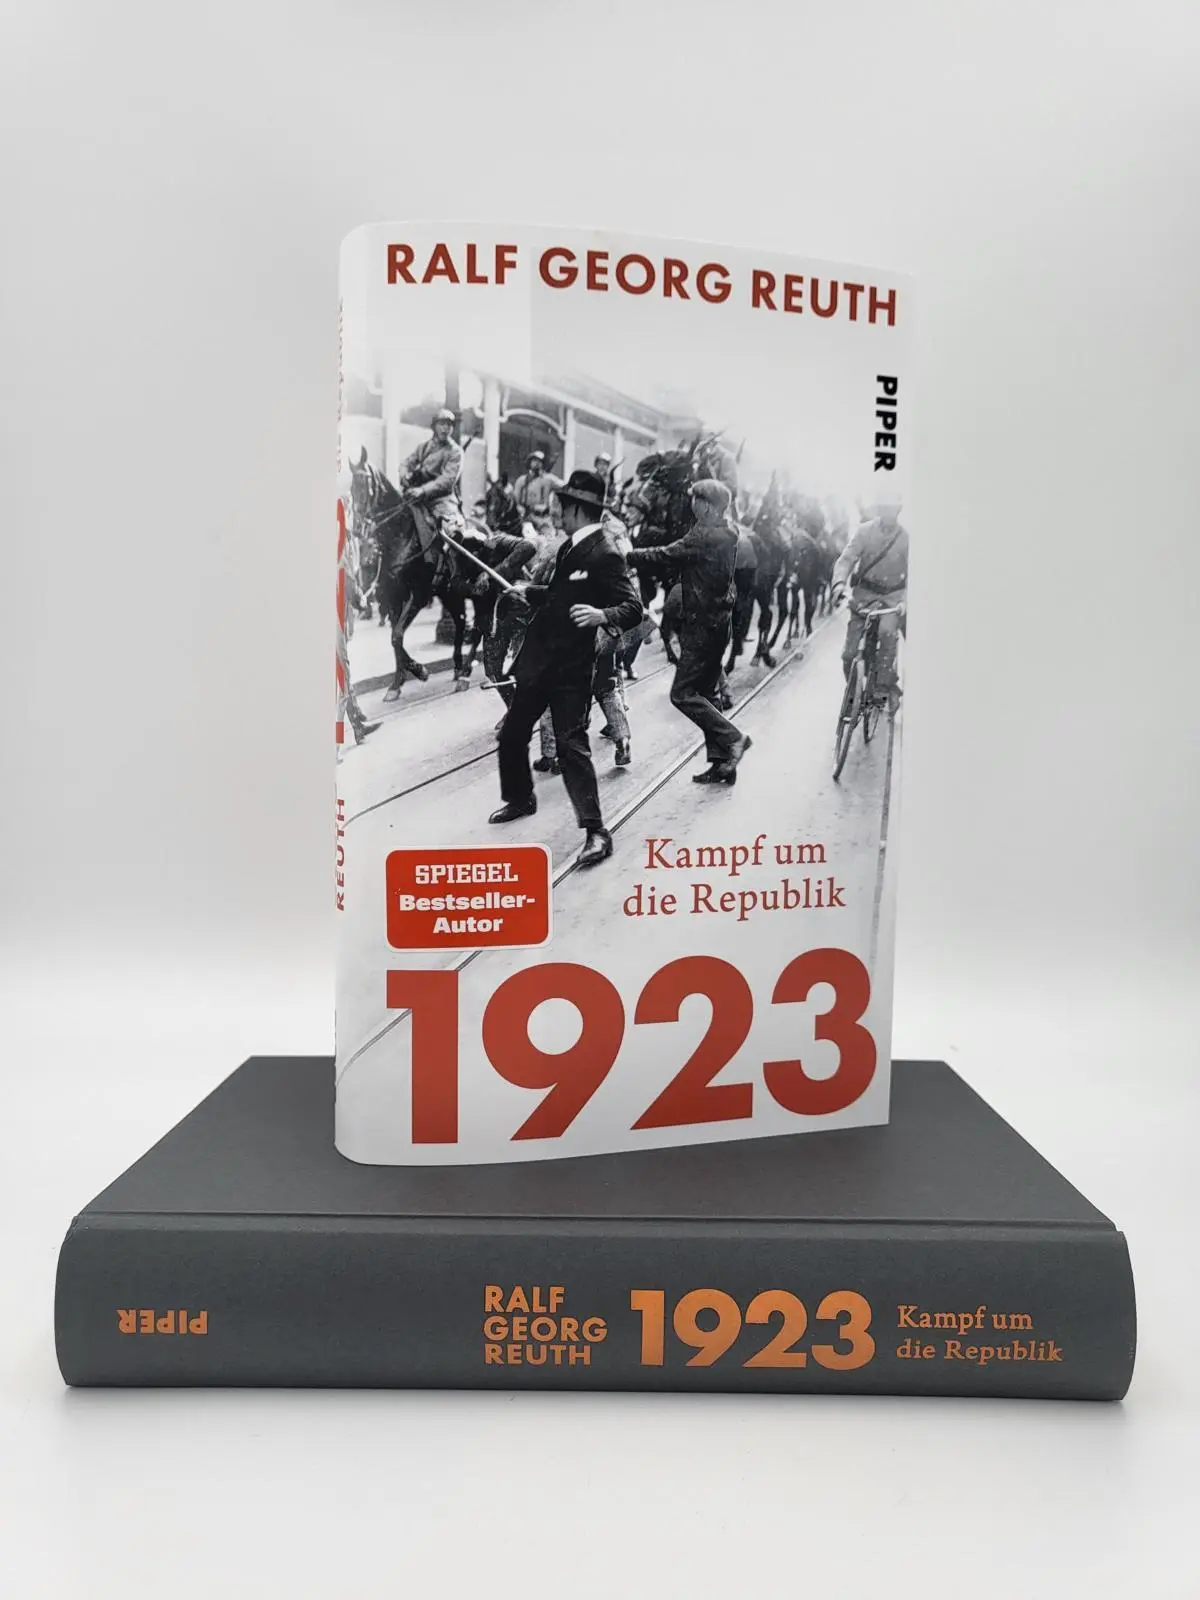 RALF GEORG REUTH
PIPER
SPIEGEL
Bestseller-
Autor
Kampf um
die Republik
1923
REUTH
PIPER
RALF
GEORG
REUTH
1923
Kampf um
die Republik